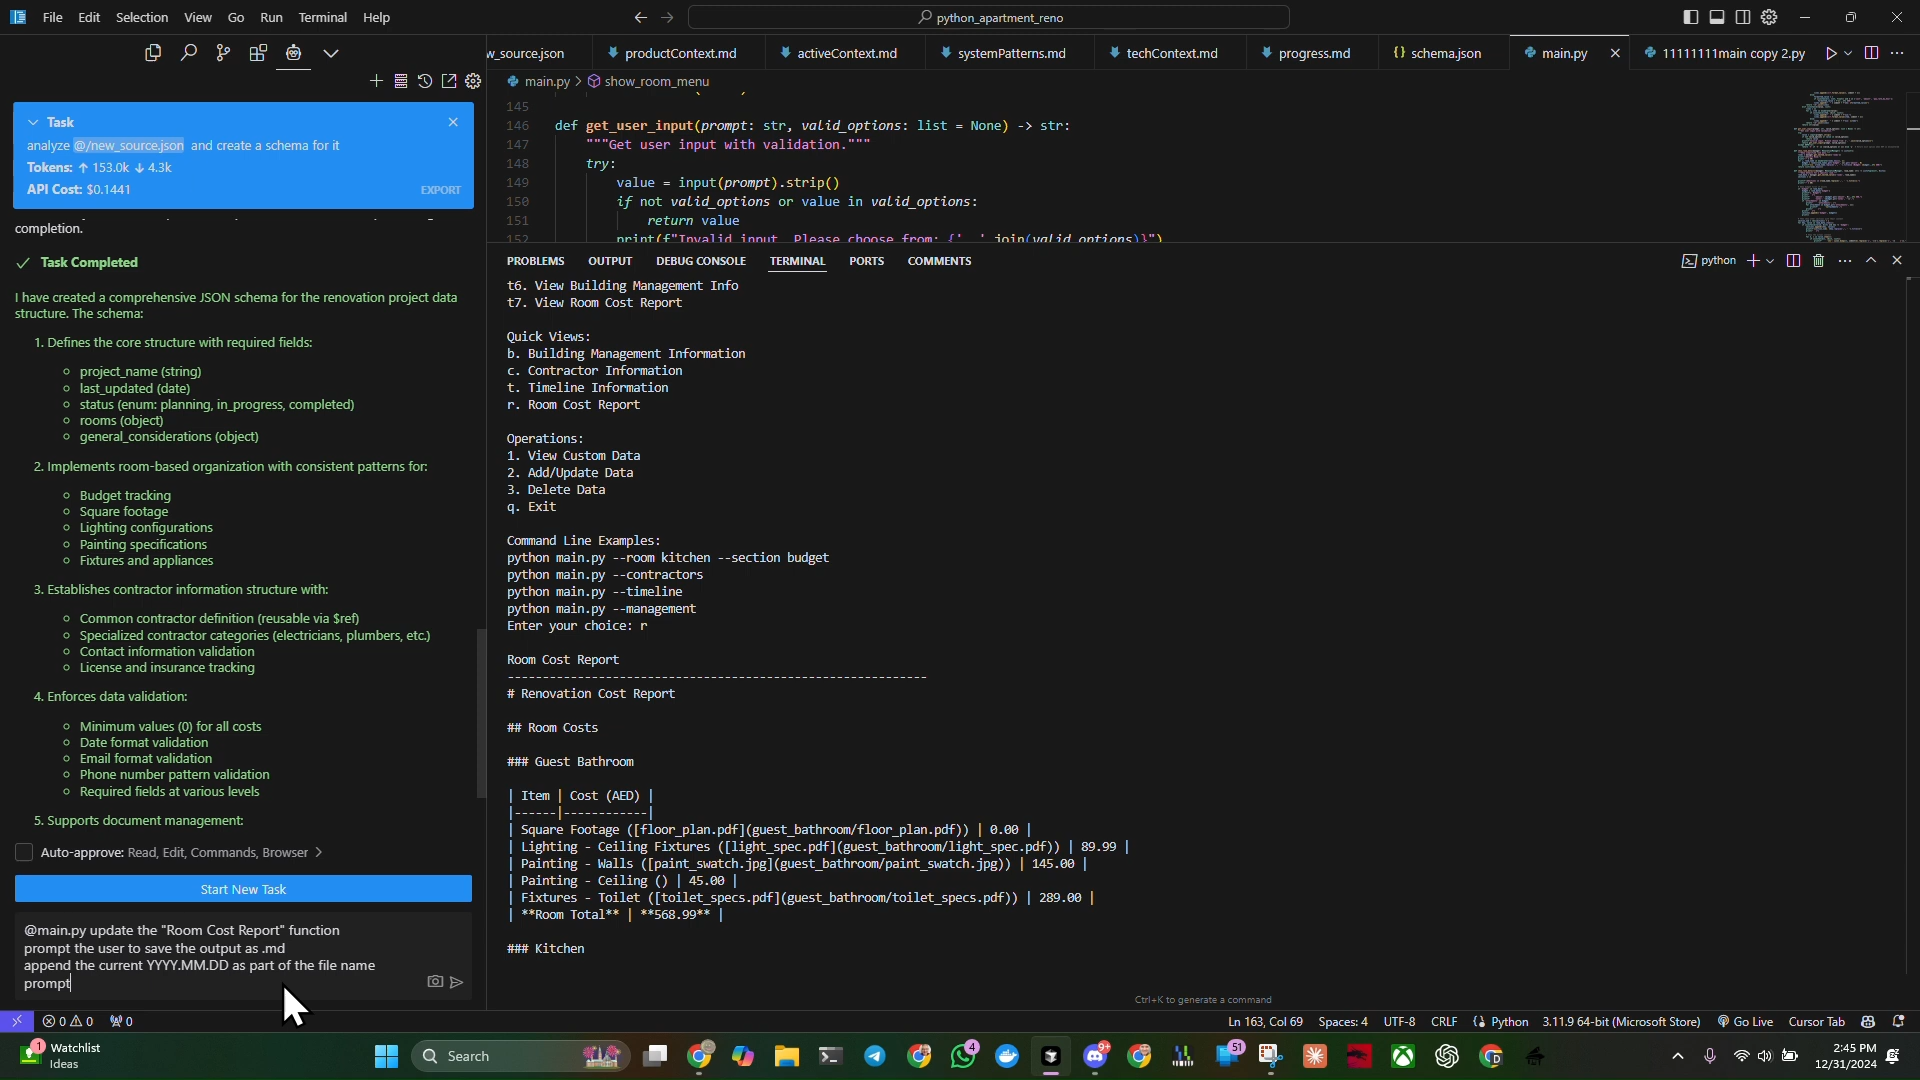 File Edit Selection View Go Run Terminal Help
python_apartment_reno
w_source.json productContext.md activeContext.md systemPatterns.md techContext.md progress.md schema.json main.py 11111111main copy 2.py
main.py > show_room_menu
Task
analyze @/new_source.json and create a schema for it
Tokens: ↑ 153.0k ↓ 4.3k
API Cost: $0.1441
EXPORT
completion.
Task Completed
I have created a comprehensive JSON schema for the renovation project data
structure. The schema:
1. Defines the core structure with required fields:
project_name (string)
last_updated (date)
status (enum: planning, in_progress, completed)
rooms (object)
general_considerations (object)
2. Implements room-based organization with consistent patterns for:
Budget tracking
Square footage
Lighting configurations
Painting specifications
Fixtures and appliances
3. Establishes contractor information structure with:
Common contractor definition (reusable via $ref)
Specialized contractor categories (electricians, plumbers, etc.)
Contact information validation
License and insurance tracking
4. Enforces data validation:
Minimum values (0) for all costs
Date format validation
Email format validation
Phone number pattern validation
Required fields at various levels
5. Supports document management:
Auto-approve: Read, Edit, Commands, Browser >
Start New Task
@main.py update the "Room Cost Report" function
prompt the user to save the output as .md
append the current YYYY.MM.DD as part of the file name
prompt
145
146 def get_user_input(prompt: str, valid_options: list = None) -> str:
147 """Get user input with validation."""
148 try:
149 value = input(prompt).strip()
150 if not valid_options or value in valid_options:
151 return value
152 print(f"Invalid input. Please choose from: {', '.join(valid_options)}")
PROBLEMS OUTPUT DEBUG CONSOLE TERMINAL PORTS COMMENTS
python
t6. View Building Management Info
t7. View Room Cost Report
Quick Views:
b. Building Management Information
c. Contractor Information
t. Timeline Information
r. Room Cost Report
Operations:
1. View Custom Data
2. Add/Update Data
3. Delete Data
q. Exit
Command Line Examples:
python main.py --room kitchen --section budget
python main.py --contractors
python main.py --timeline
python main.py --management
Enter your choice: r
Room Cost Report
------------------------------------------------------------
# Renovation Cost Report
## Room Costs
### Guest Bathroom
| Item | Cost (AED) |
|------|------------|
| Square Footage ([floor_plan.pdf](guest_bathroom/floor_plan.pdf)) | 0.00 |
| Lighting - Ceiling Fixtures ([light_spec.pdf](guest_bathroom/light_spec.pdf)) | 89.99 |
| Painting - Walls ([paint_swatch.jpg](guest_bathroom/paint_swatch.jpg)) | 145.00 |
| Painting - Ceiling () | 45.00 |
| Fixtures - Toilet ([toilet_specs.pdf](guest_bathroom/toilet_specs.pdf)) | 289.00 |
| **Room Total** | **568.99** |
### Kitchen
Ctrl+K to generate a command
0 0 0
Ln 163, Col 69 Spaces: 4 UTF-8 CRLF Python 3.11.9 64-bit (Microsoft Store) Go Live Cursor Tab
1 Watchlist
Ideas
Search
4 9+ 51
2:45 PM
12/31/2024